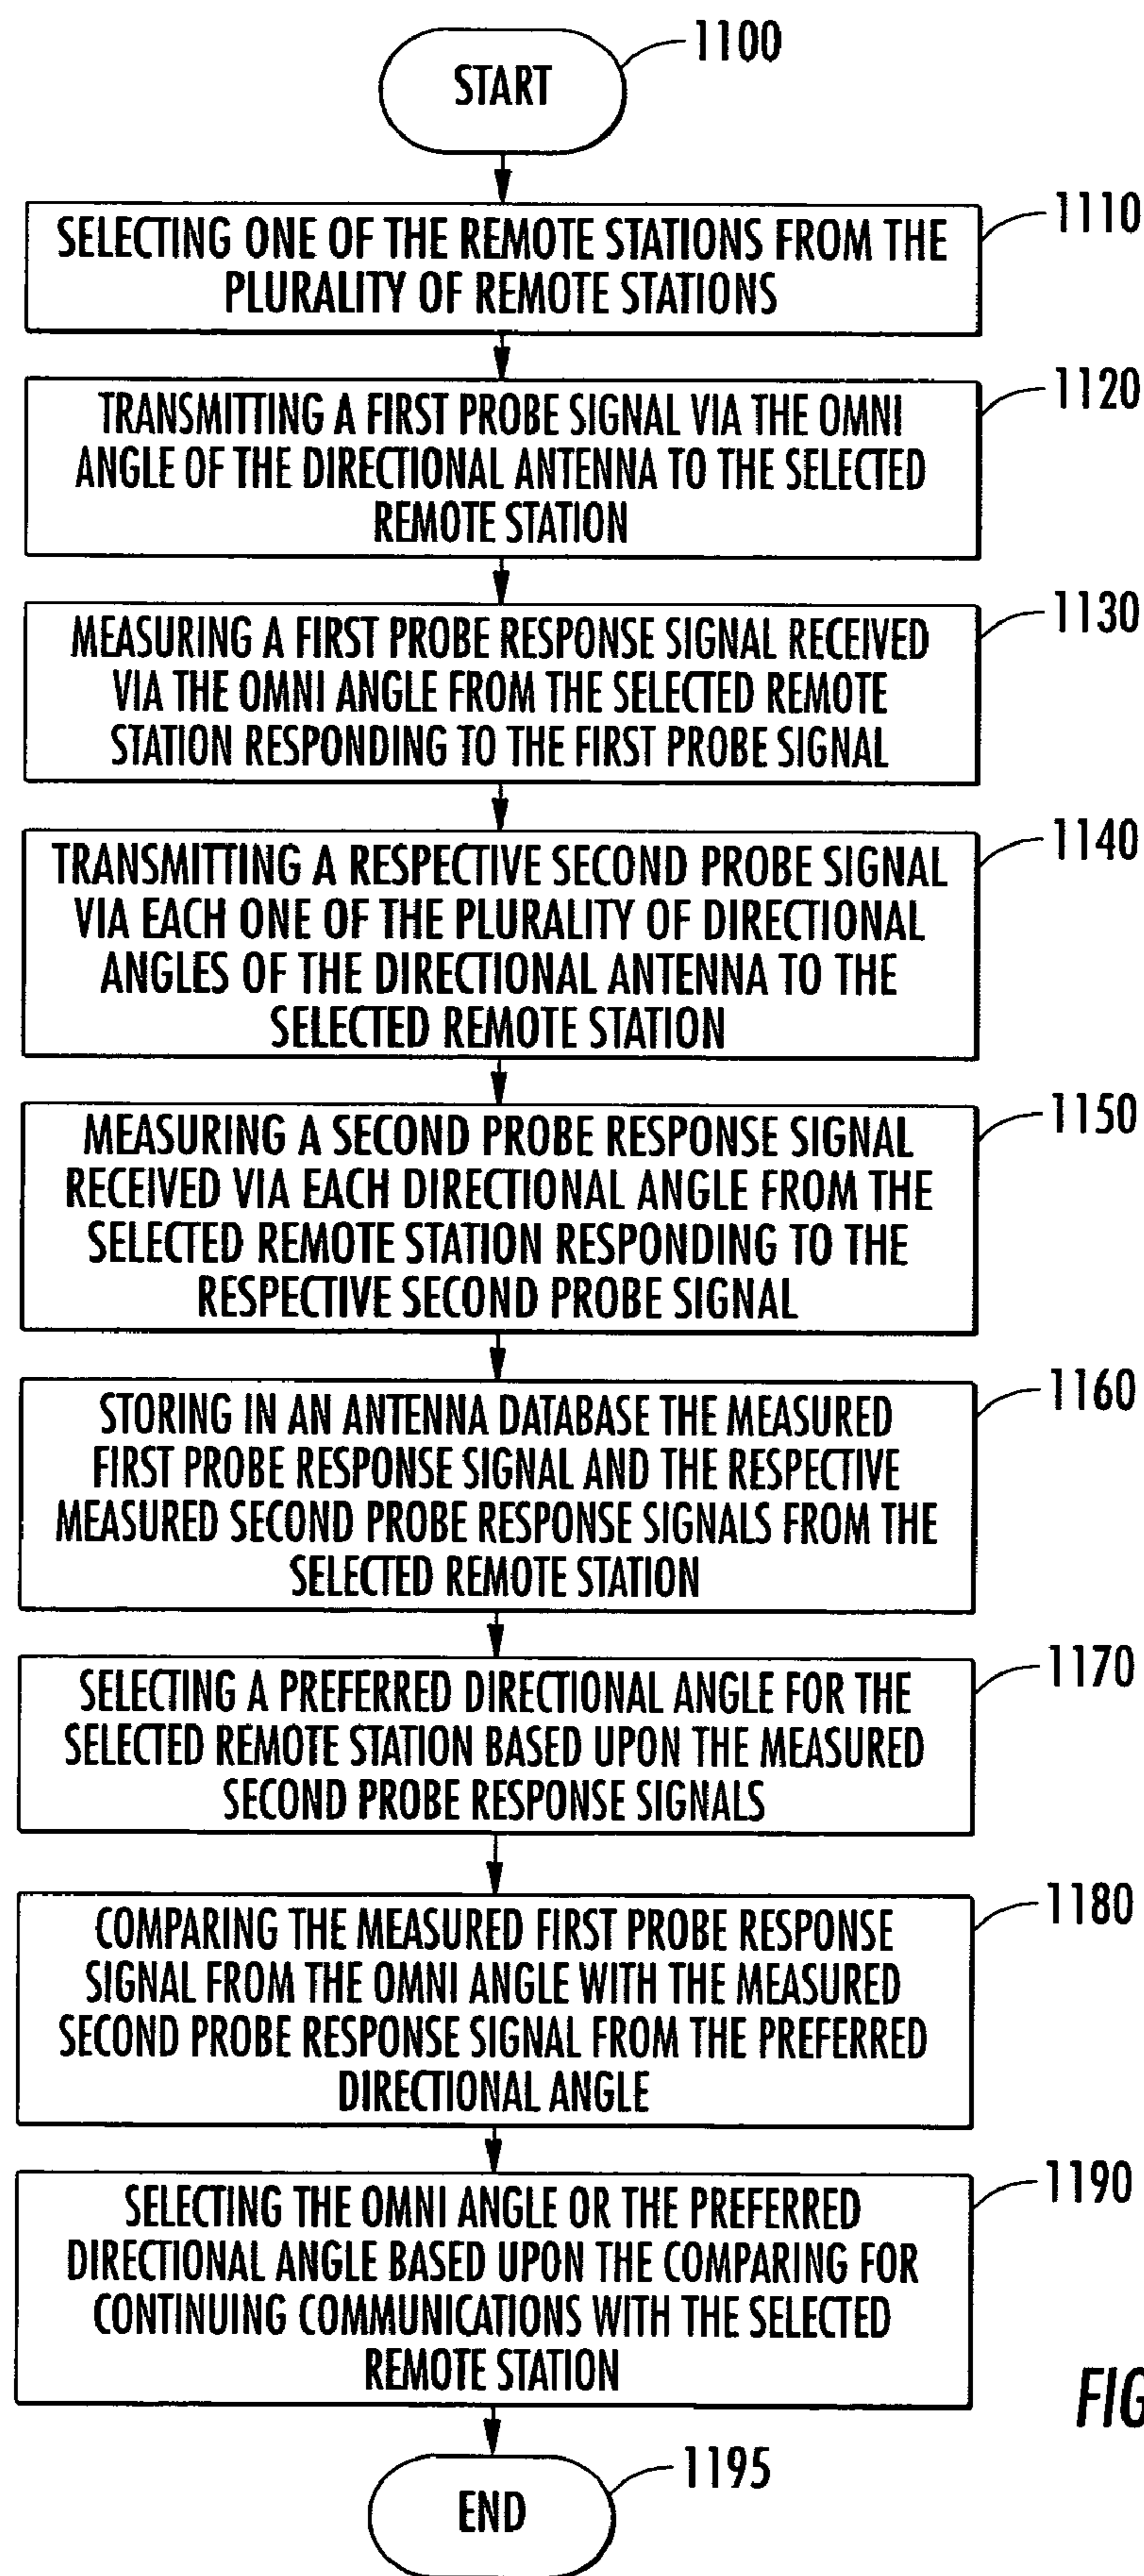 START
1100
SELECTING ONE OF THE REMOTE STATIONS FROM THE
PLURALITY OF REMOTE STATIONS
1110
TRANSMITTING A FIRST PROBE SIGNAL VIA THE OMNI
ANGLE OF THE DIRECTIONAL ANTENNA TO THE SELECTED
REMOTE STATION
1120
MEASURING A FIRST PROBE RESPONSE SIGNAL RECEIVED
VIA THE OMNI ANGLE FROM THE SELECTED REMOTE
STATION RESPONDING TO THE FIRST PROBE SIGNAL
1130
TRANSMITTING A RESPECTIVE SECOND PROBE SIGNAL
VIA EACH ONE OF THE PLURALITY OF DIRECTIONAL
ANGLES OF THE DIRECTIONAL ANTENNA TO THE
SELECTED REMOTE STATION
1140
MEASURING A SECOND PROBE RESPONSE SIGNAL
RECEIVED VIA EACH DIRECTIONAL ANGLE FROM THE
SELECTED REMOTE STATION RESPONDING TO THE
RESPECTIVE SECOND PROBE SIGNAL
1150
STORING IN AN ANTENNA DATABASE THE MEASURED
FIRST PROBE RESPONSE SIGNAL AND THE RESPECTIVE
MEASURED SECOND PROBE RESPONSE SIGNALS FROM THE
SELECTED REMOTE STATION
1160
SELECTING A PREFERRED DIRECTIONAL ANGLE FOR THE
SELECTED REMOTE STATION BASED UPON THE MEASURED
SECOND PROBE RESPONSE SIGNALS
1170
COMPARING THE MEASURED FIRST PROBE RESPONSE
SIGNAL FROM THE OMNI ANGLE WITH THE MEASURED
SECOND PROBE RESPONSE SIGNAL FROM THE PREFERRED
DIRECTIONAL ANGLE
1180
SELECTING THE OMNI ANGLE OR THE PREFERRED
DIRECTIONAL ANGLE BASED UPON THE COMPARING FOR
CONTINUING COMMUNICATIONS WITH THE SELECTED
REMOTE STATION
1190
FIG
END
1195